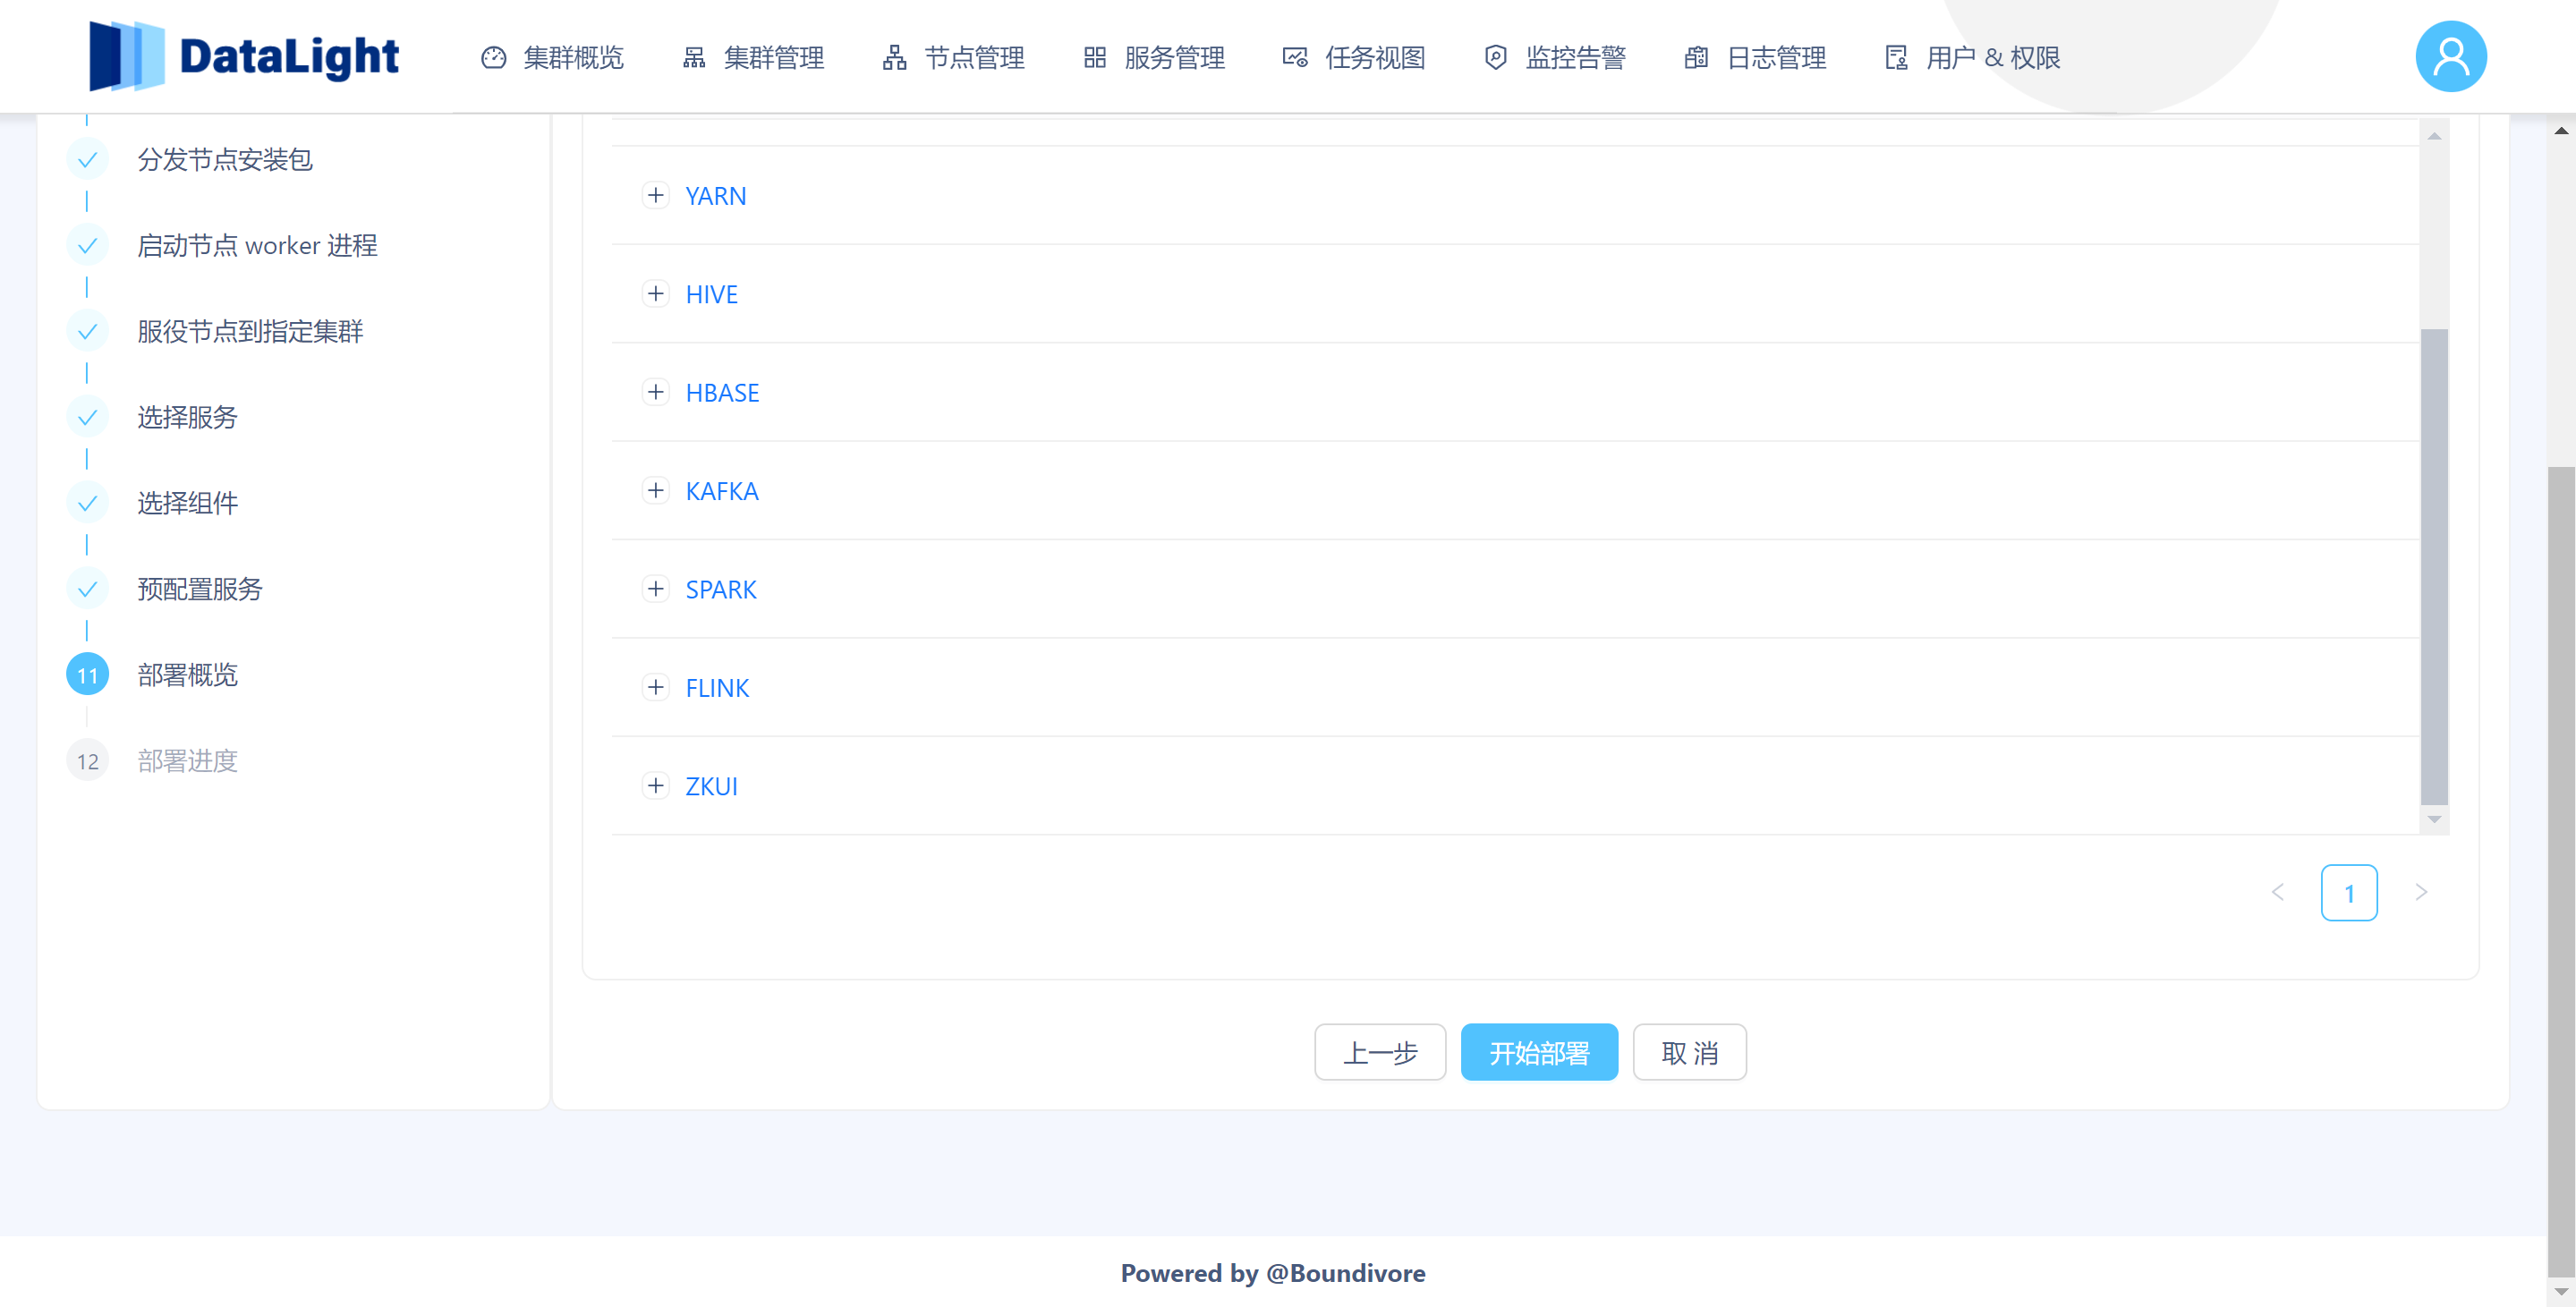 DataLight
集群概览
集群管理
节点管理
服务管理
任务视图
监控告警
日志管理
用户 & 权限
分发节点安装包
启动节点 worker 进程
服役节点到指定集群
选择服务
选择组件
预配置服务
11 部署概览
12 部署进度
YARN
HIVE
HBASE
KAFKA
SPARK
FLINK
ZKUI
< 1 >
上一步
开始部署
取 消
Powered by @Boundivore